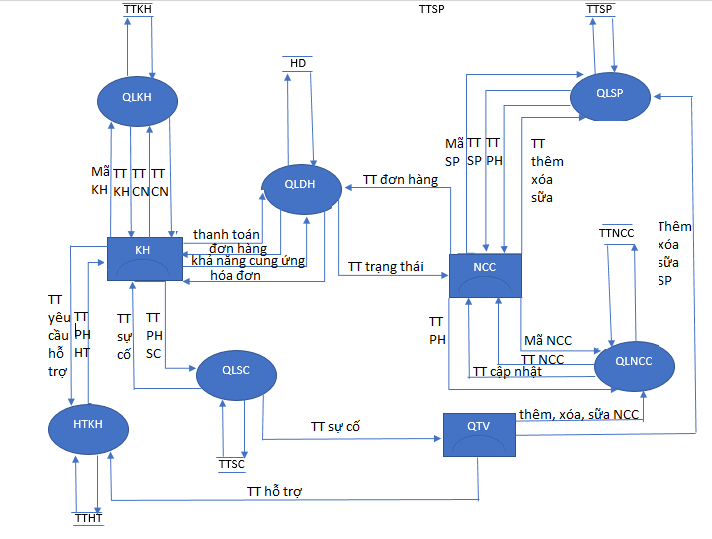 TTKH
TTSP
TTSP
HD
QLKH
QLSP
Mã
KH
TT
KH
TT
CN
TT
CN
QLDH
TT đơn hàng
Mã
SP
TT
SP
TT
PH
TT
thêm
xóa
sữa
thanh toán
đơn hàng
khả năng cung ứng
hóa đơn
KH
TT trạng thái
NCC
TTNCC
Thêm
xóa
sữa
SP
TT
yêu
cầu
hỗ
trợ
TT
PH
HT
TT
sự
cố
TT
PH
SC
TT
PH
Mã NCC
TT NCC
TT cập nhật
QLNCC
QLSC
HTKH
TT sự cố
QTV
thêm, xóa, sữa NCC
TTSC
TT hỗ trợ
TTHT